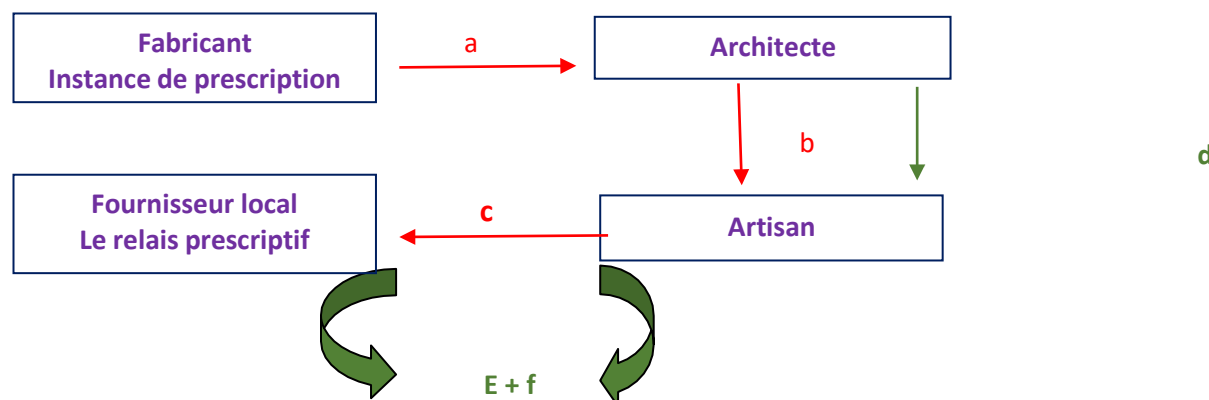 Fabricant
Instance de prescription
a
Architecte
b
d
Fournisseur local
Le relais prescriptif
c
Artisan
E + f